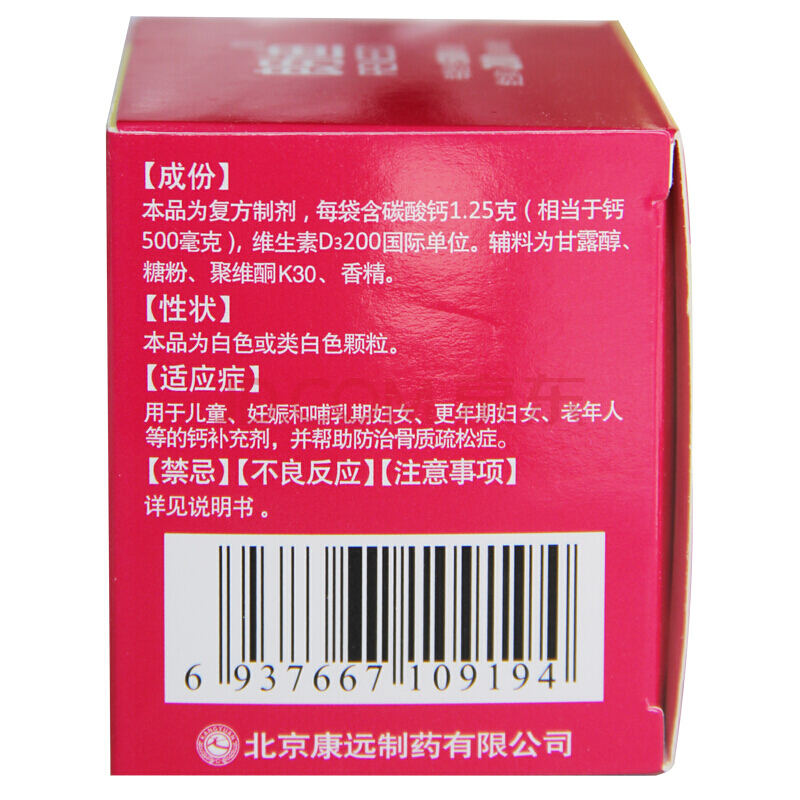 【成份】
本品为复方制剂，每袋含碳酸钙1.25克（相当于钙
500毫克），维生素D₃200国际单位。辅料为甘露醇、
糖粉、聚维酮K30、香精。
【性状】
本品为白色或类白色颗粒。
【适应症】
用于儿童、妊娠和哺乳期妇女、更年期妇女、老年人
等的钙补充剂，并帮助防治骨质疏松症。
【禁忌】【不良反应】【注意事项】
详见说明书。
6 937667 109194
北京康远制药有限公司